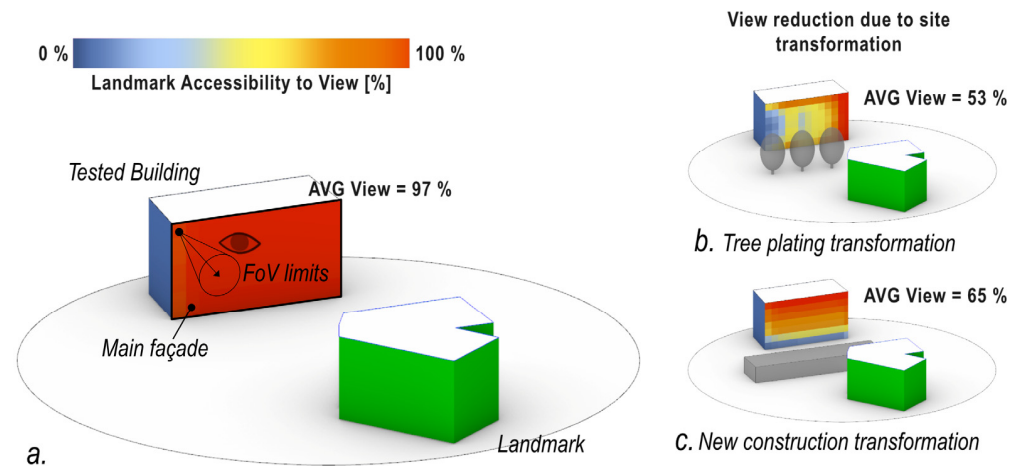 0 %
100 %
Landmark Accessibility to View [%]
Tested Building
AVG View = 97 %
FoV limits
Main façade
Landmark
a.
View reduction due to site
transformation
AVG View = 53 %
b. Tree plating transformation
AVG View = 65 %
c. New construction transformation